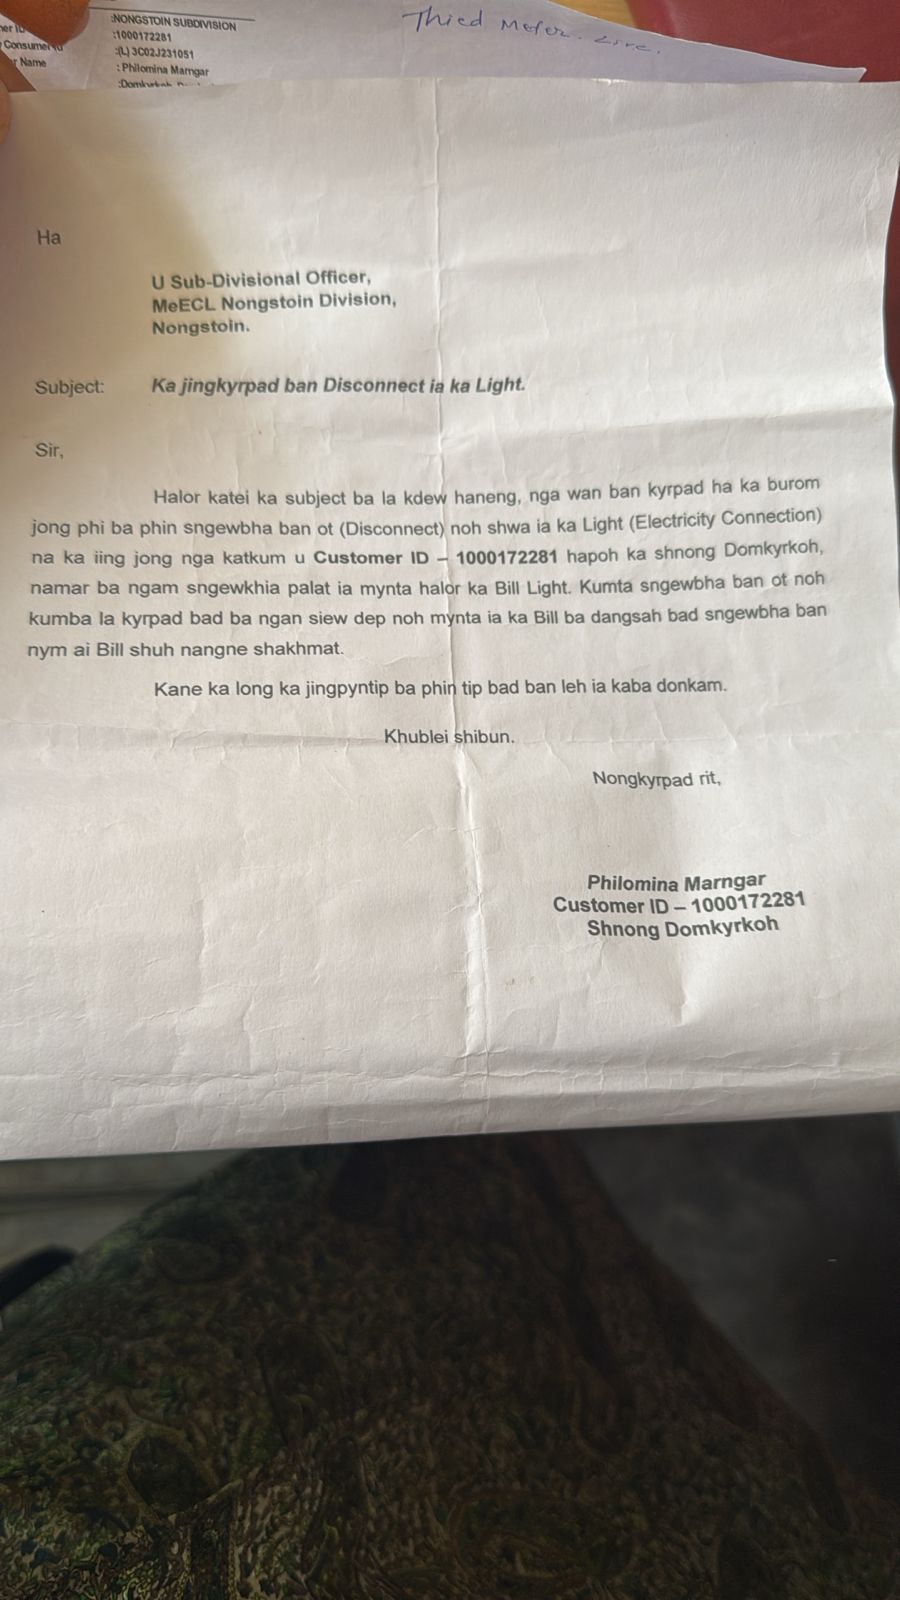 :NONGSTOIN SUBDIVISION
:1000172281
Consumer Id :(L) 3C02J231051
Name : Philomina Marngar
Thied Meter. Live.
Ha
U Sub-Divisional Officer,
MeECL Nongstoin Division,
Nongstoin.
Subject: Ka jingkyrpad ban Disconnect ia ka Light.
Sir,
Halor katei ka subject ba la kdew haneng, nga wan ban kyrpad ha ka burom
jong phi ba phin sngewbha ban ot (Disconnect) noh shwa ia ka Light (Electricity Connection)
na ka iing jong nga katkum u Customer ID – 1000172281 hapoh ka shnong Domkyrkoh,
namar ba ngam sngewkhia palat ia mynta halor ka Bill Light. Kumta sngewbha ban ot noh
kumba la kyrpad bad ba ngan siew dep noh mynta ia ka Bill ba dangsah bad sngewbha ban
nym ai Bill shuh nangne shakhmat.
Kane ka long ka jingpyntip ba phin tip bad ban leh ia kaba donkam.
Khublei shibun.
Nongkyrpad rit,
Philomina Marngar
Customer ID – 1000172281
Shnong Domkyrkoh